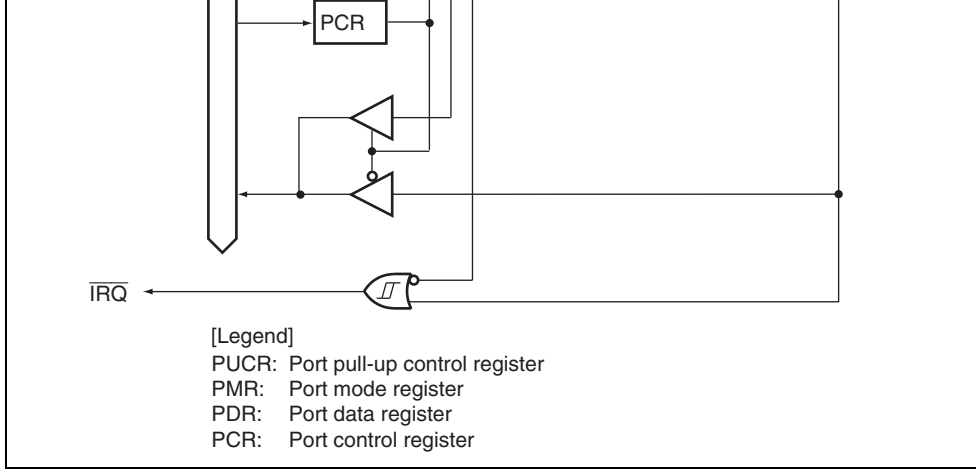 PCR
IRQ
[Legend]
PUCR: Port pull-up control register
PMR: Port mode register
PDR: Port data register
PCR: Port control register